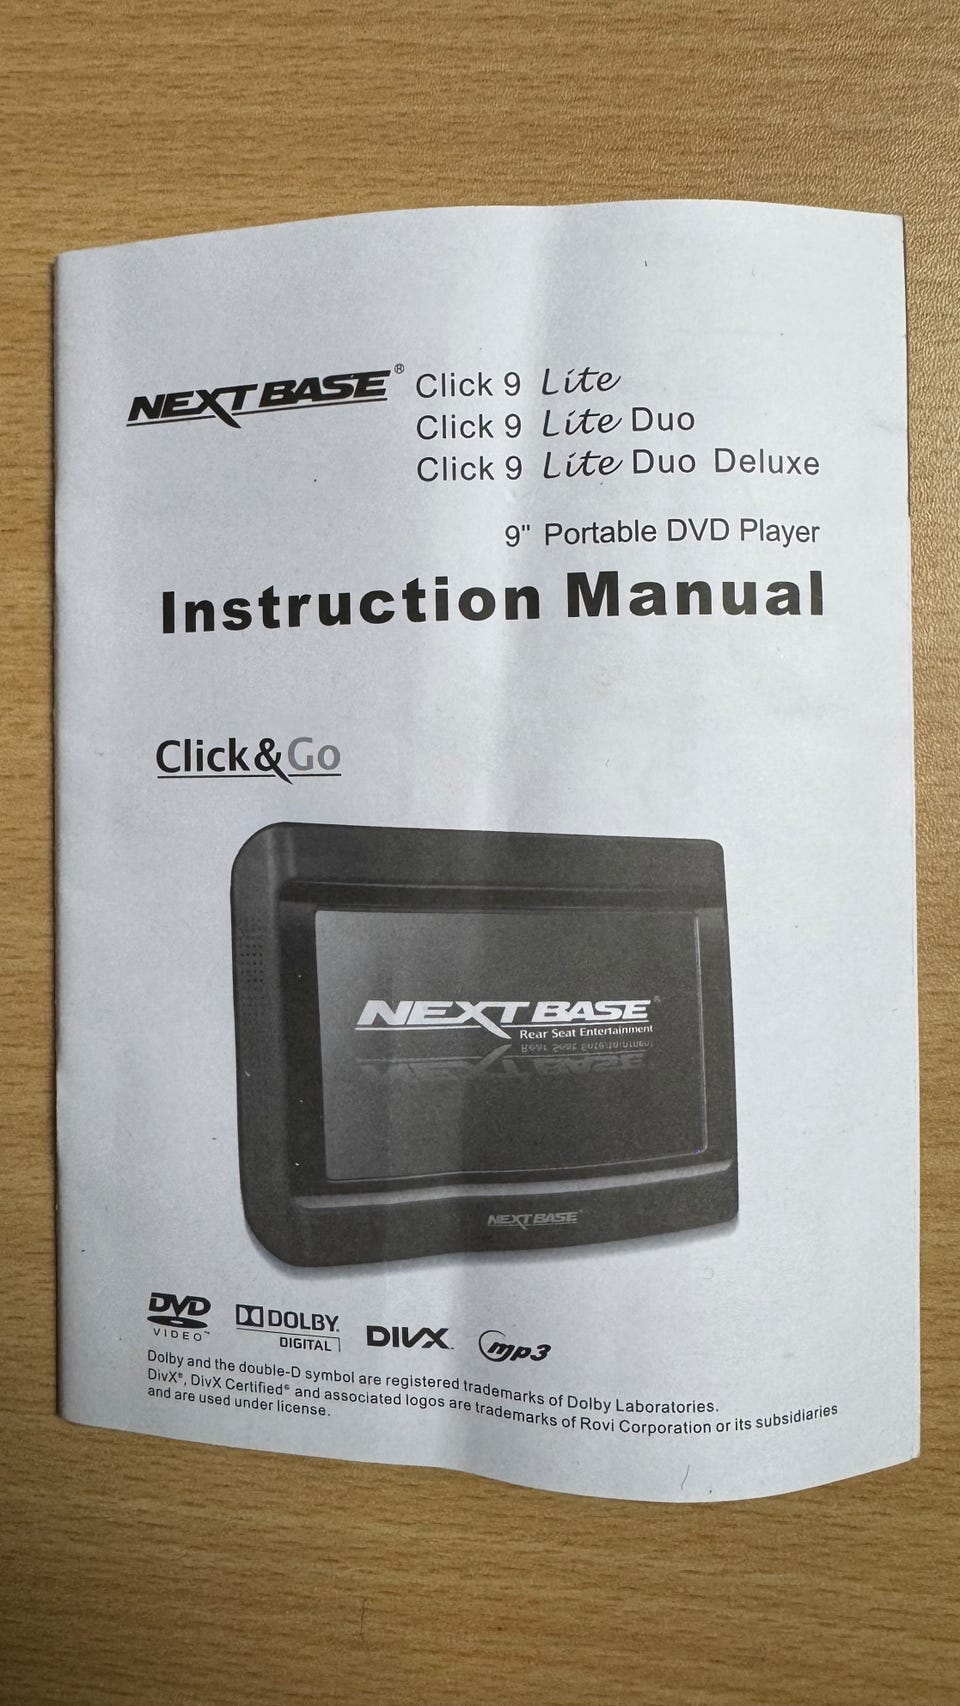 NEXTBASE® Click 9 Lite
Click 9 Lite Duo
Click 9 Lite Duo Deluxe
9" Portable DVD Player
Instruction Manual
Click&Go
NEXTBASE®
Rear Seat Entertainment
NEXTBASE
DVD
VIDEO™
DOLBY.
DIGITAL
DIVX
mp3
Dolby and the double-D symbol are registered trademarks of Dolby Laboratories.
DivX®, DivX Certified® and associated logos are trademarks of Rovi Corporation or its subsidiaries
and are used under license.